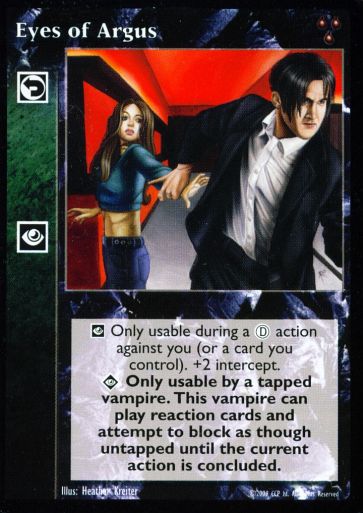 Eyes of Argus
Only usable during a Ⓓ action
against you (or a card you
control). +2 intercept.
Only usable by a tapped
vampire. This vampire can
play reaction cards and
attempt to block as though
untapped until the current
action is concluded.
Illus: Heather Kreiter
Reserved